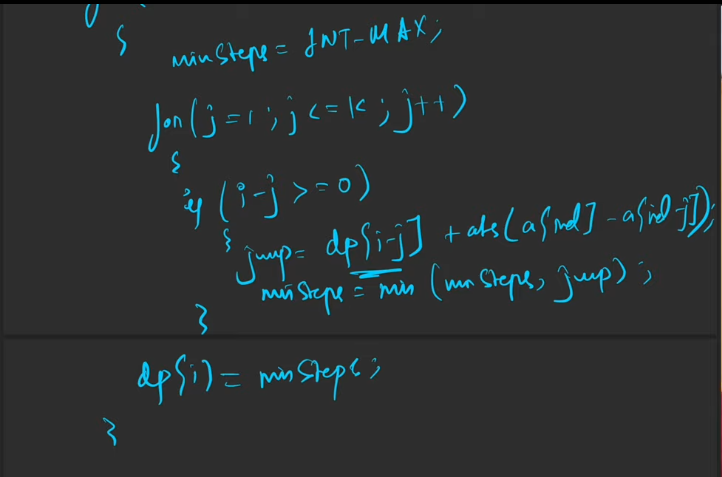 {
minSteps = INT-MAX;
for(j=1; j<=K; j++)
{
if (i-j >=0)
{
jump= dp[i-j] + abs(a[ind] - a[ind-j]);
minSteps = min (minSteps, jump);
}
dp[i]= minSteps;
}